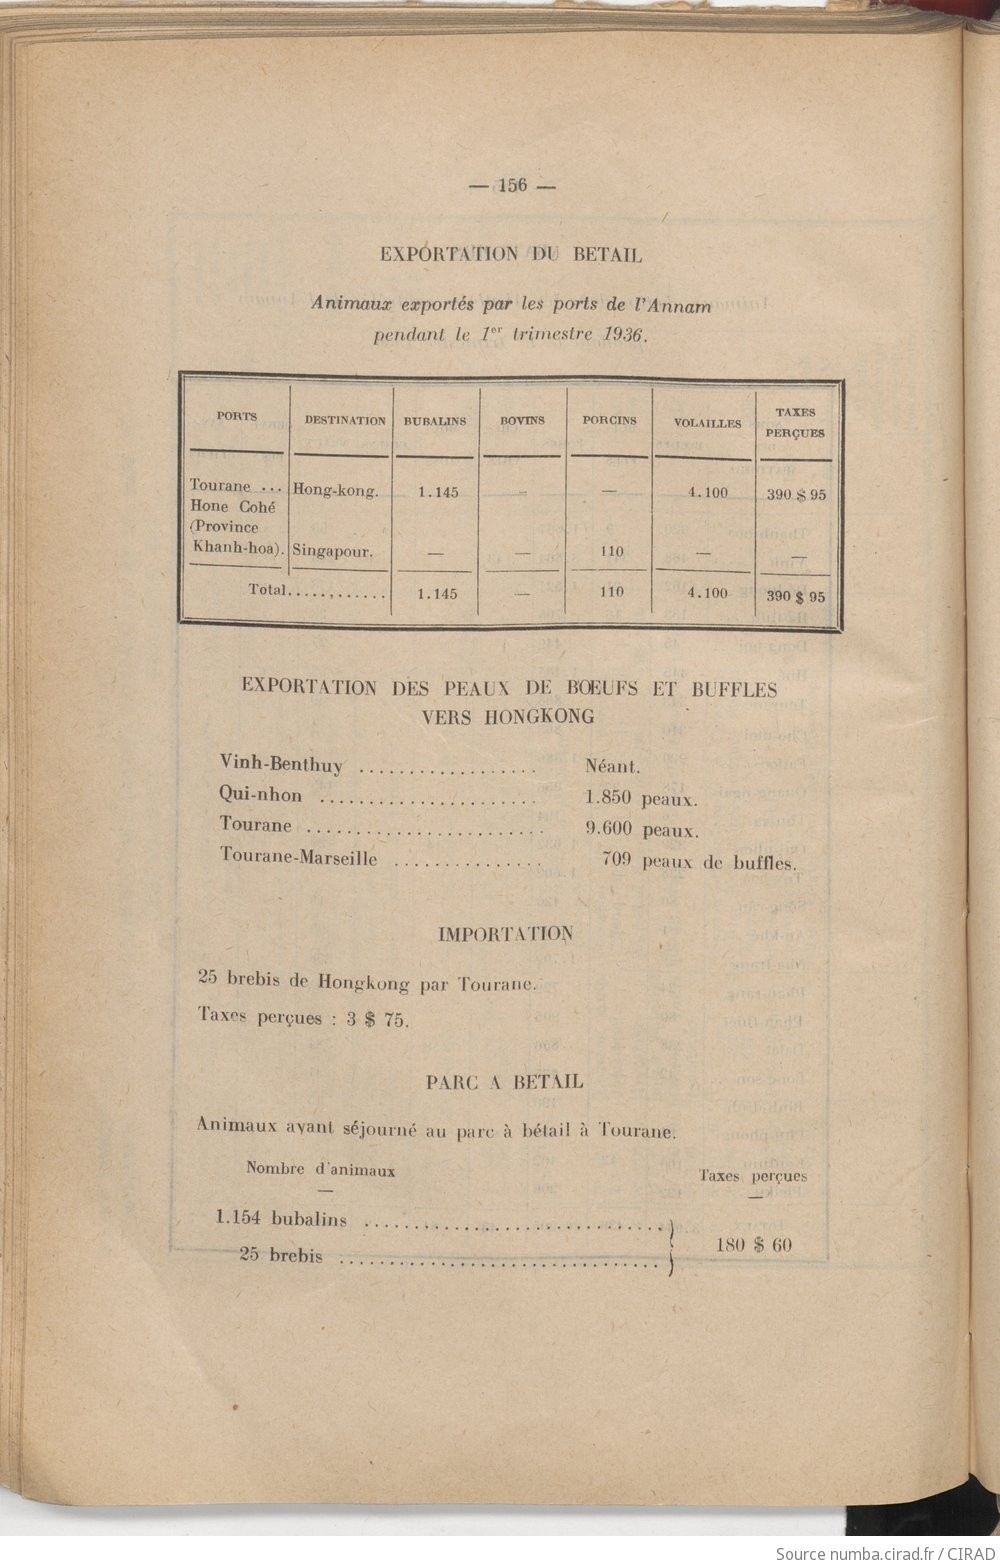 — 156 —
EXPORTATION DU BETAIL
Animaux exportés par les ports de l'Annam
pendant le 1er trimestre 1936.
PORTS DESTINATION BUBALINS BOVINS PORCINS VOLAILLES TAXES PERÇUES
Tourane ... Hong-kong. 1.145 — — 4.100 390 $ 95
Hone Cohé
(Province
Khanh-hoa). Singapour. — — 110 — —
Total............ 1.145 — 110 4.100 390 $ 95
EXPORTATION DES PEAUX DE BŒUFS ET BUFFLES
VERS HONGKONG
Vinh-Benthuy .................. Néant.
Qui-nhon ...................... 1.850 peaux.
Tourane ........................ 9.600 peaux.
Tourane-Marseille ............... 709 peaux de buffles.
IMPORTATION
25 brebis de Hongkong par Tourane.
Taxes perçues : 3 $ 75.
PARC A BETAIL
Animaux ayant séjourné au parc à bétail à Tourane.
Nombre d'animaux Taxes perçues
— —
1.154 bubalins ..............................
25 brebis ................................ } 180 $ 60
Source numba.cirad.fr / CIRAD